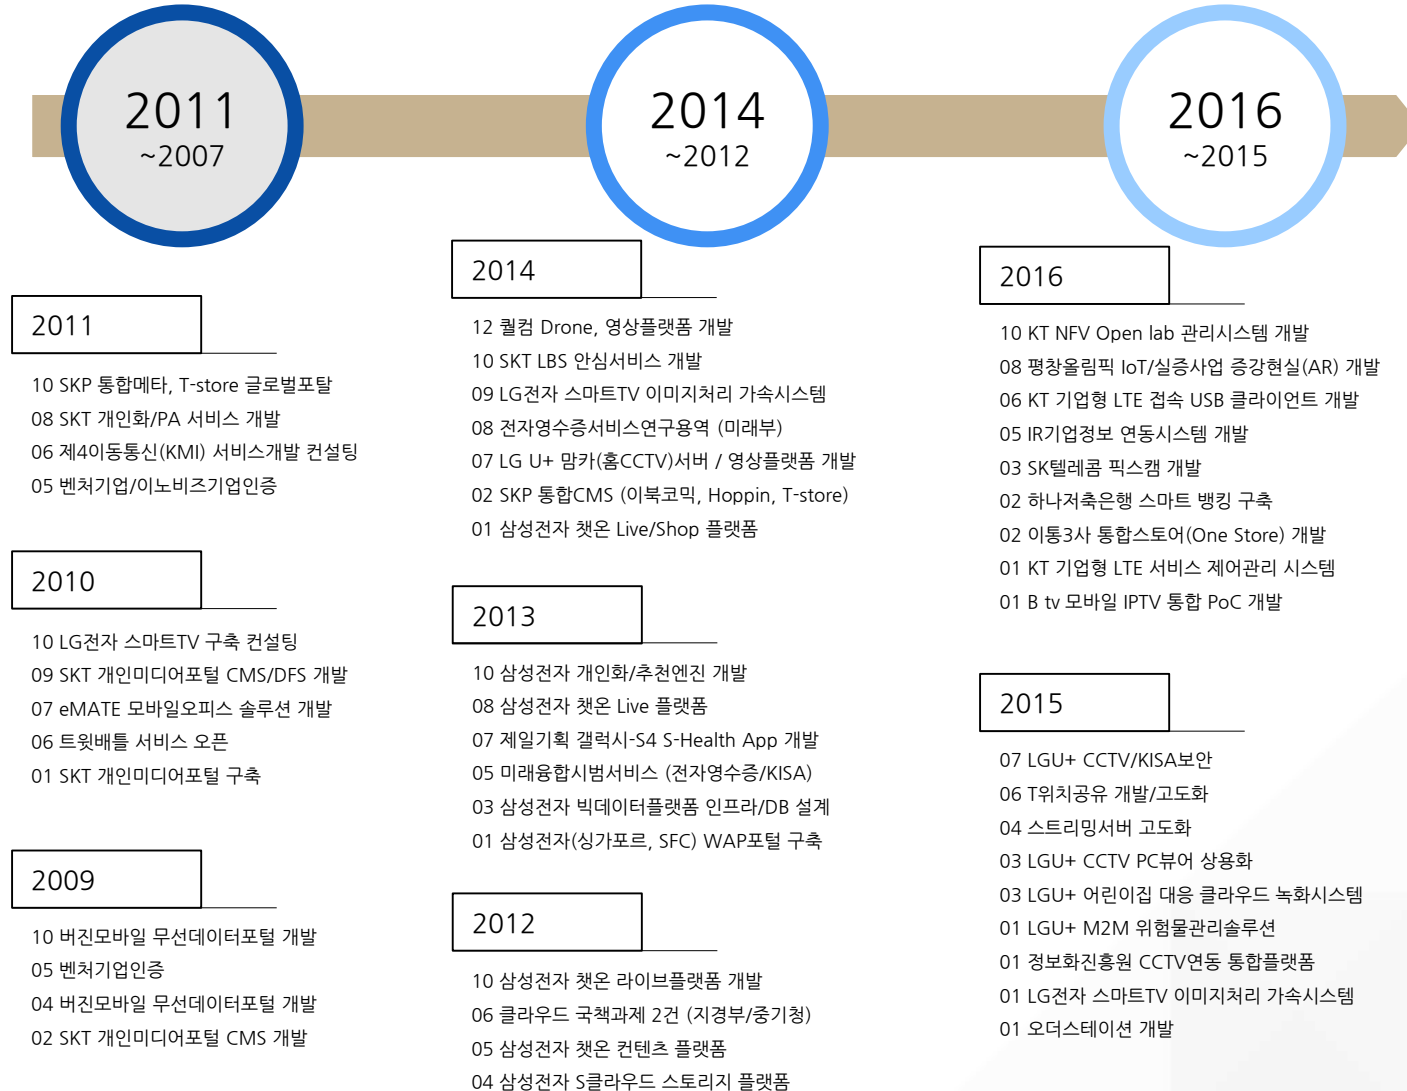 2011
~2007
2014
~2012
2016
~2015
2011
10 SKP 통합메타, T-store 글로벌포탈
08 SKT 개인화/PA 서비스 개발
06 제4이동통신(KMI) 서비스개발 컨설팅
05 벤처기업/이노비즈기업인증
2010
10 LG전자 스마트TV 구축 컨설팅
09 SKT 개인미디어포털 CMS/DFS 개발
07 eMATE 모바일오피스 솔루션 개발
06 트윗배틀 서비스 오픈
01 SKT 개인미디어포털 구축
2009
10 버진모바일 무선데이터포털 개발
05 벤처기업인증
04 버진모바일 무선데이터포털 개발
02 SKT 개인미디어포털 CMS 개발
2014
12 퀄컴 Drone, 영상플랫폼 개발
10 SKT LBS 안심서비스 개발
09 LG전자 스마트TV 이미지처리 가속시스템
08 전자영수증서비스연구용역 (미래부)
07 LG U+ 맘카(홈CCTV)서버 / 영상플랫폼 개발
02 SKP 통합CMS (이북코믹, Hoppin, T-store)
01 삼성전자 챗온 Live/Shop 플랫폼
2013
10 삼성전자 개인화/추천엔진 개발
08 삼성전자 챗온 Live 플랫폼
07 제일기획 갤럭시-S4 S-Health App 개발
05 미래융합시범서비스 (전자영수증/KISA)
03 삼성전자 빅데이터플랫폼 인프라/DB 설계
01 삼성전자(싱가포르, SFC) WAP포털 구축
2012
10 삼성전자 챗온 라이브플랫폼 개발
06 클라우드 국책과제 2건 (지경부/중기청)
05 삼성전자 챗온 컨텐츠 플랫폼
04 삼성전자 S클라우드 스토리지 플랫폼
2016
10 KT NFV Open lab 관리시스템 개발
08 평창올림픽 IoT/실증사업 증강현실(AR) 개발
06 KT 기업형 LTE 접속 USB 클라이언트 개발
05 IR기업정보 연동시스템 개발
03 SK텔레콤 픽스캠 개발
02 하나저축은행 스마트 뱅킹 구축
02 이통3사 통합스토어(One Store) 개발
01 KT 기업형 LTE 서비스 제어관리 시스템
01 B tv 모바일 IPTV 통합 PoC 개발
2015
07 LGU+ CCTV/KISA보안
06 T위치공유 개발/고도화
04 스트리밍서버 고도화
03 LGU+ CCTV PC뷰어 상용화
03 LGU+ 어린이집 대응 클라우드 녹화시스템
01 LGU+ M2M 위험물관리솔루션
01 정보화진흥원 CCTV연동 통합플랫폼
01 LG전자 스마트TV 이미지처리 가속시스템
01 오더스테이션 개발